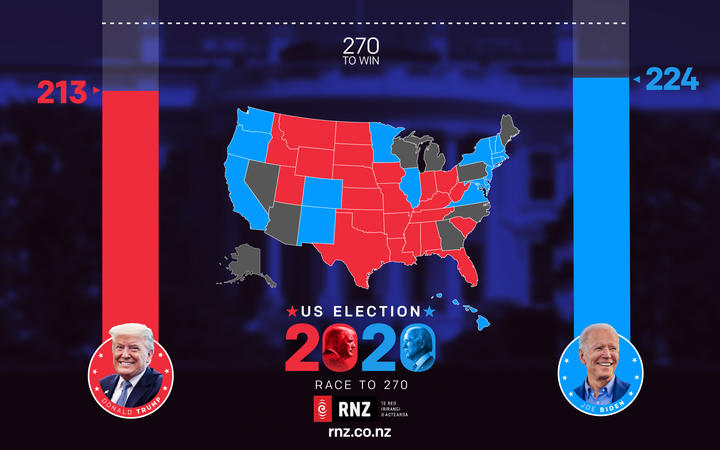 270
TO WIN
213
224
US ELECTION
2020
RACE TO 270
DONALD TRUMP
JOE BIDEN
RNZ
TE REO
IRIRANGI
O AOTEAROA
rnz.co.nz